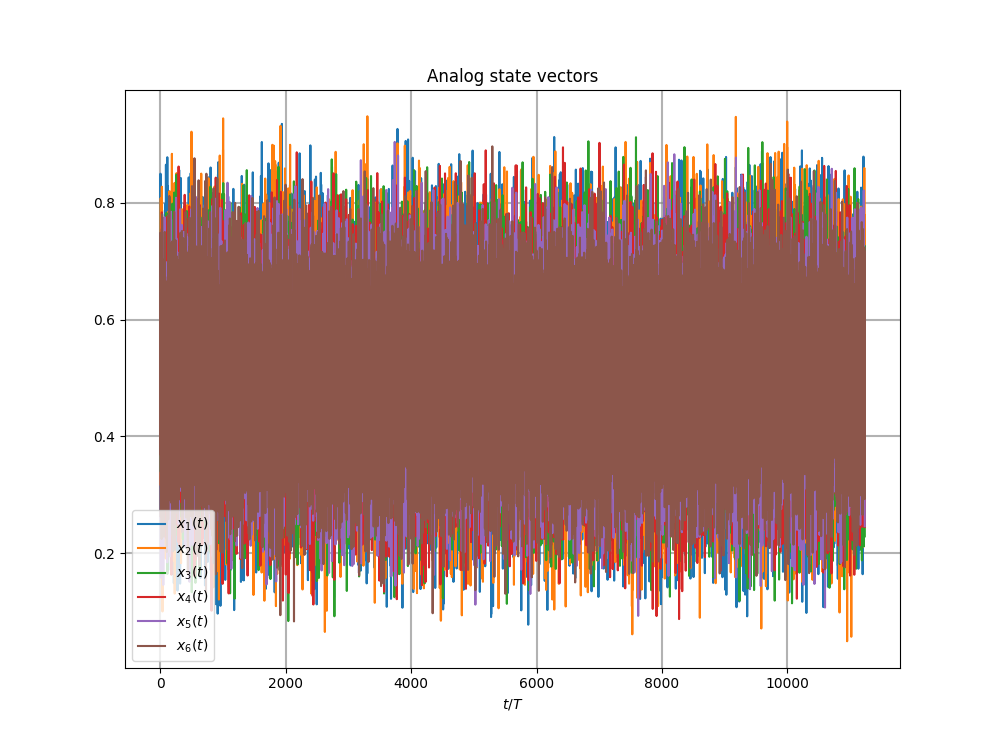 Analog state vectors
0.8
0.6
0.4
0.2
x₁(t)
x₂(t)
x₃(t)
x₄(t)
x₅(t)
x₆(t)
0 2000 4000 6000 8000 10000
t/T